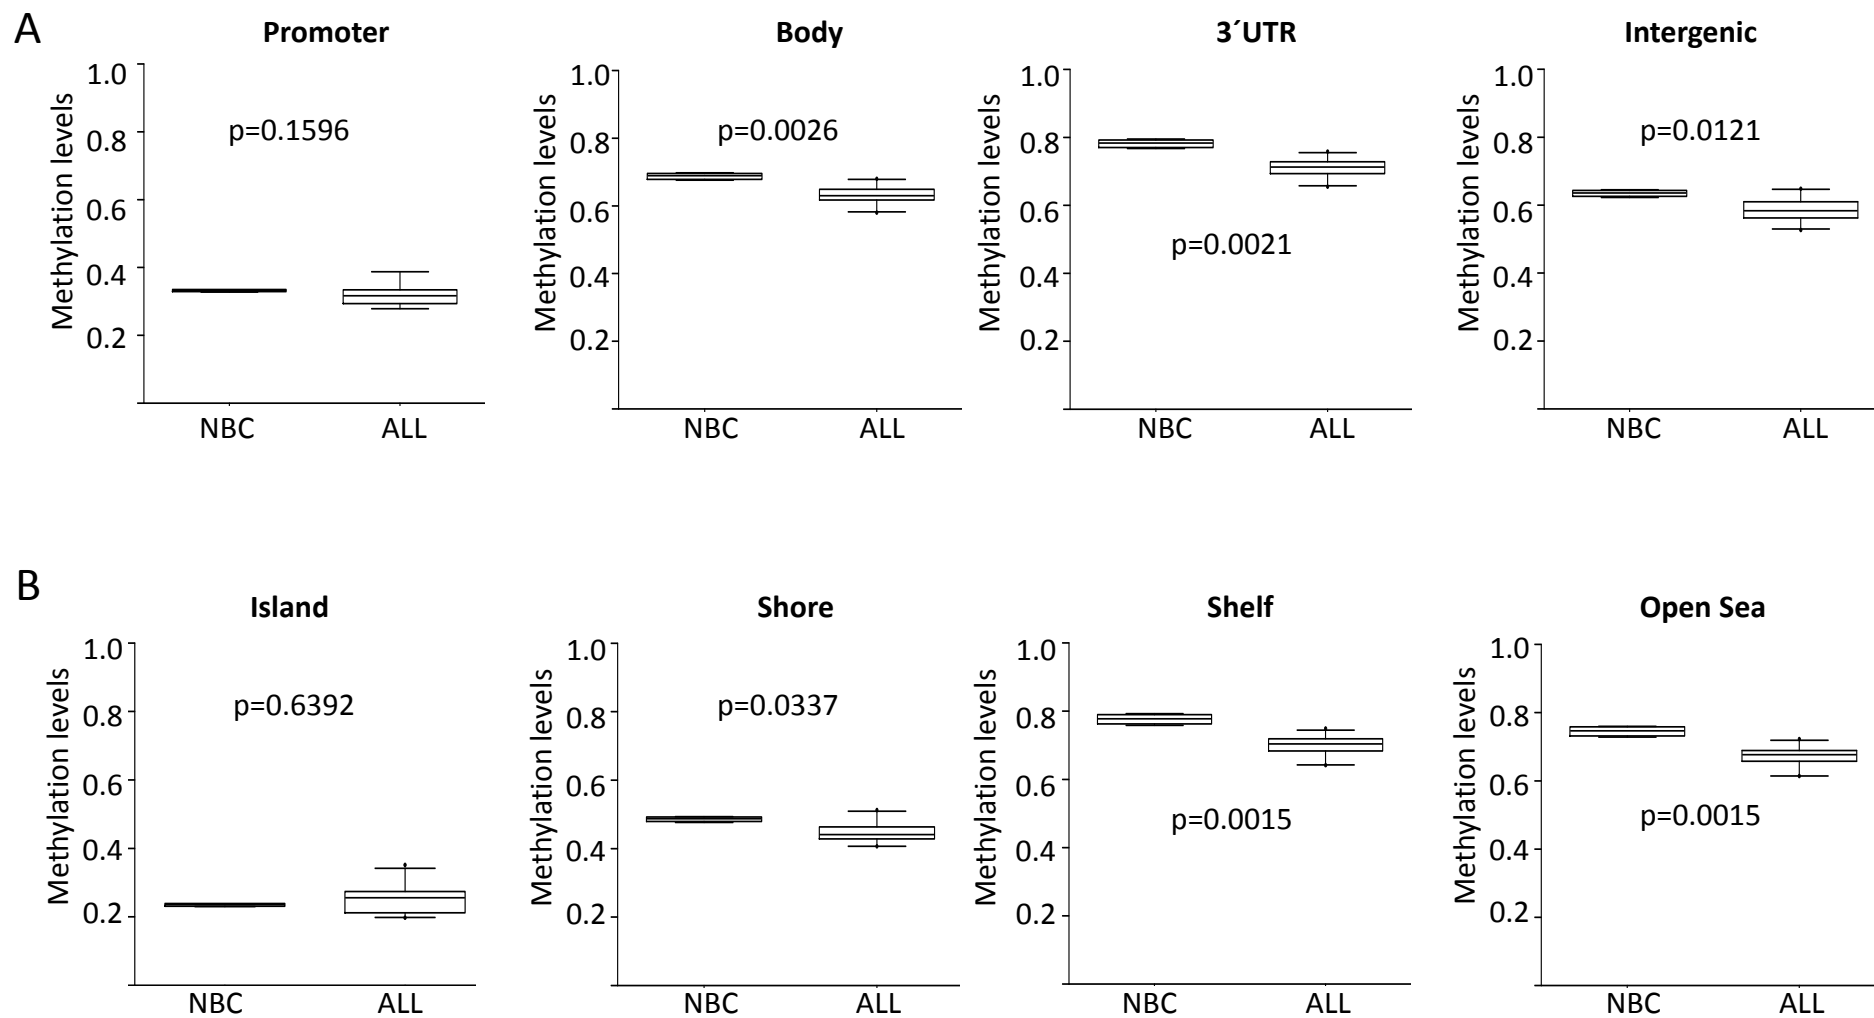 A
Promoter
Methylation levels
1.0
0.8
0.6
0.4
0.2
p=0.1596
NBC ALL
Body
Methylation levels
1.0
0.8
0.6
0.4
0.2
p=0.0026
NBC ALL
3´UTR
Methylation levels
1.0
0.8
0.6
0.4
0.2
p=0.0021
NBC ALL
Intergenic
Methylation levels
1.0
0.8
0.6
0.4
0.2
p=0.0121
NBC ALL
B
Island
Methylation levels
1.0
0.8
0.6
0.4
0.2
p=0.6392
NBC ALL
Shore
Methylation levels
1.0
0.8
0.6
0.4
0.2
p=0.0337
NBC ALL
Shelf
Methylation levels
1.0
0.8
0.6
0.4
0.2
p=0.0015
NBC ALL
Open Sea
Methylation levels
1.0
0.8
0.6
0.4
0.2
p=0.0015
NBC ALL